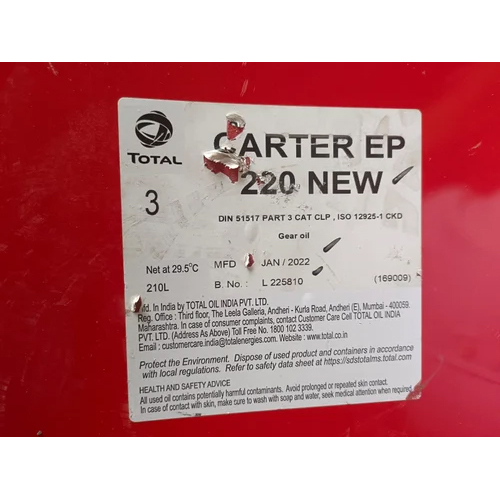 TOTAL
CARTER EP
220 NEW
3
DIN 51517 PART 3 CAT CLP , ISO 12925-1 CKD
Gear oil
Net at 29.5°C MFD JAN / 2022
210L B. No.: L 225810 (169009)
Mfd. In India by TOTAL OIL INDIA PVT. LTD.
Reg. Office : Third floor, The Leela Galleria, Andheri - Kurla Road, Andheri (E), Mumbai - 400059.
Maharashtra. In case of consumer complaints, contact Customer Care Cell TOTAL OIL INDIA
PVT. LTD. (Address As Above) Toll Free No. 1800 102 3339.
Email : customercare.india@totalenergies.com. Website : www.total.co.in
Protect the Environment. Dispose of used product and containers in accordance
with local regulations. Refer to safety data sheet at https://sdstotalms.total.com
HEALTH AND SAFETY ADVICE
All used oil contains potentially harmful contaminants. Avoid prolonged or repeated skin contact.
In case of contact with skin, make sure to wash with soap and water, seek medical attention when required.